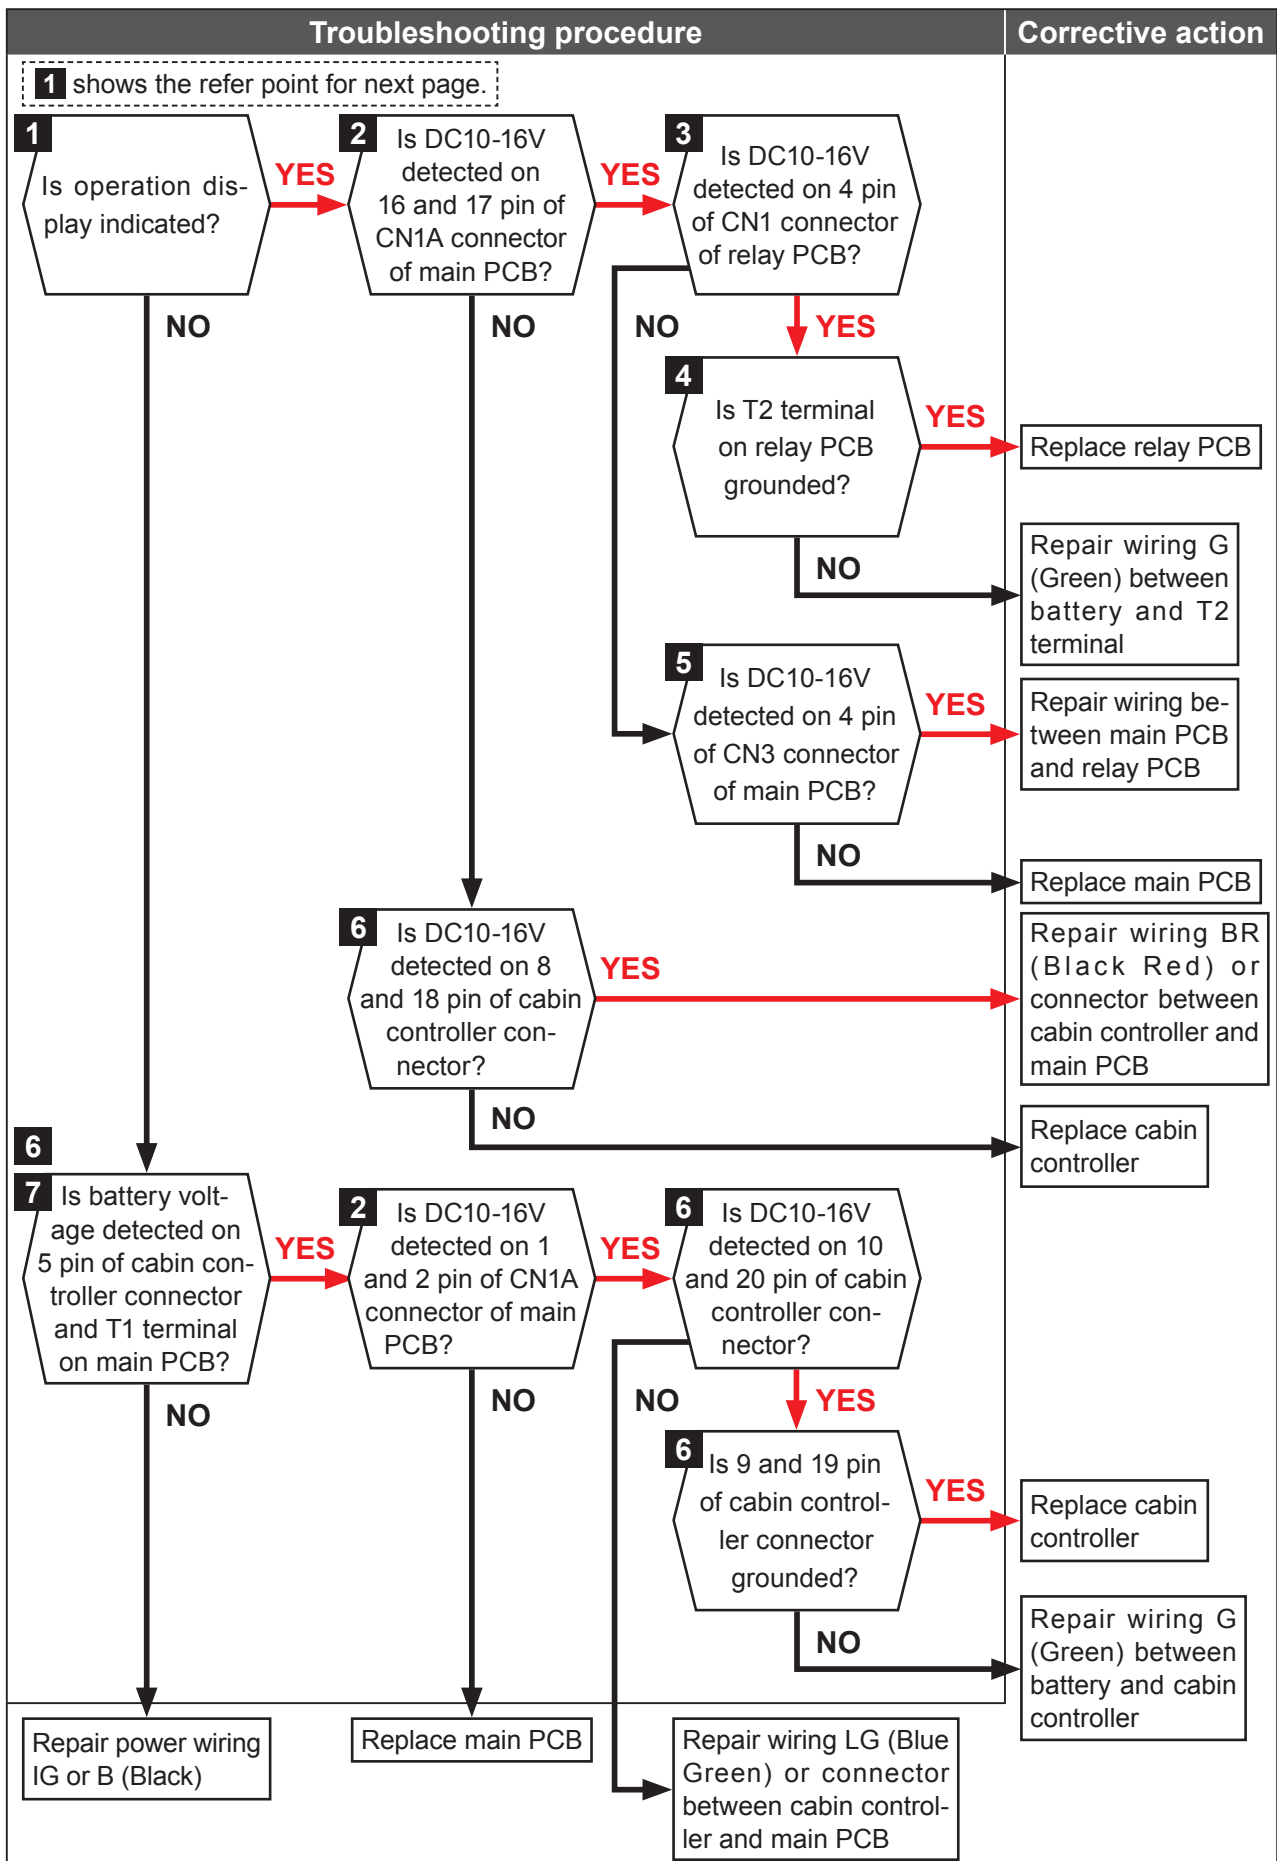 Troubleshooting procedure
Corrective action
1 shows the refer point for next page.
1
Is operation dis-
play indicated?
YES
NO
2
Is DC10-16V
detected on
16 and 17 pin of
CN1A connector
of main PCB?
YES
NO
3
Is DC10-16V
detected on 4 pin
of CN1 connector
of relay PCB?
NO
YES
4
Is T2 terminal
on relay PCB
grounded?
YES
Replace relay PCB
NO
Repair wiring G
(Green) between
battery and T2
terminal
5
Is DC10-16V
detected on 4 pin
of CN3 connector
of main PCB?
YES
Repair wiring be-
tween main PCB
and relay PCB
NO
Replace main PCB
6
Is DC10-16V
detected on 8
and 18 pin of cabin
controller con-
nector?
YES
Repair wiring BR
(Black Red) or
connector between
cabin controller and
main PCB
NO
Replace cabin
controller
6
7
Is battery volt-
age detected on
5 pin of cabin con-
troller connector
and T1 terminal
on main PCB?
YES
NO
2
Is DC10-16V
detected on 1
and 2 pin of CN1A
connector of main
PCB?
YES
NO
6
Is DC10-16V
detected on 10
and 20 pin of cabin
controller con-
nector?
NO
YES
6
Is 9 and 19 pin
of cabin control-
ler connector
grounded?
YES
Replace cabin
controller
NO
Repair wiring G
(Green) between
battery and cabin
controller
Repair power wiring
IG or B (Black)
Replace main PCB
Repair wiring LG (Blue
Green) or connector
between cabin control-
ler and main PCB